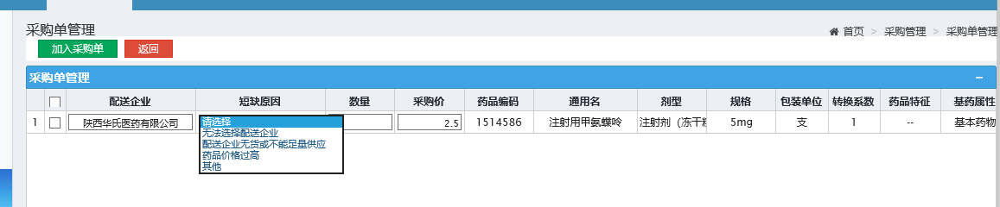 采购单管理
首页 > 采购管理 > 采购单管理
加入采购单 返回
采购单管理
配送企业 短缺原因 数量 采购价 药品编码 通用名 剂型 规格 包装单位 转换系数 药品特征 基药属性
1 陕西华氏医药有限公司 请选择 2.5 1514586 注射用甲氨蝶呤 注射剂（冻干粉 5mg 支 1 -- 基本药物
无法选择配送企业
配送企业无货或不能足量供应
药品价格过高
其他